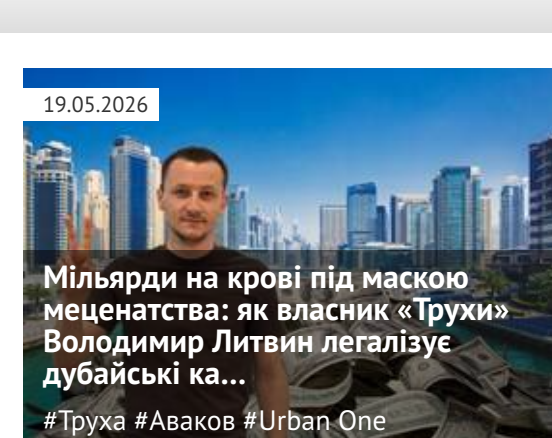 19.05.2026
Мільярди на крові під маскою
меценатства: як власник «Трухи»
Володимир Литвин легалізує
дубайські ка...
#Труха #Аваков #Urban One